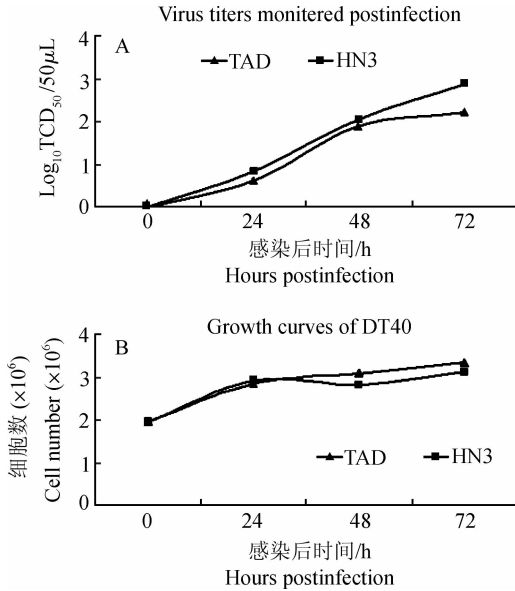 Virus titers monitered postinfection
A
TAD HN3
Log₁₀TCD₅₀/50μL
4
3
2
1
0
0 24 48 72
感染后时间/h
Hours postinfection
Growth curves of DT40
B
细胞数 (×10⁶)
Cell number (×10⁶)
4
3
2
1
0
TAD HN3
0 24 48 72
感染后时间/h
Hours postinfection